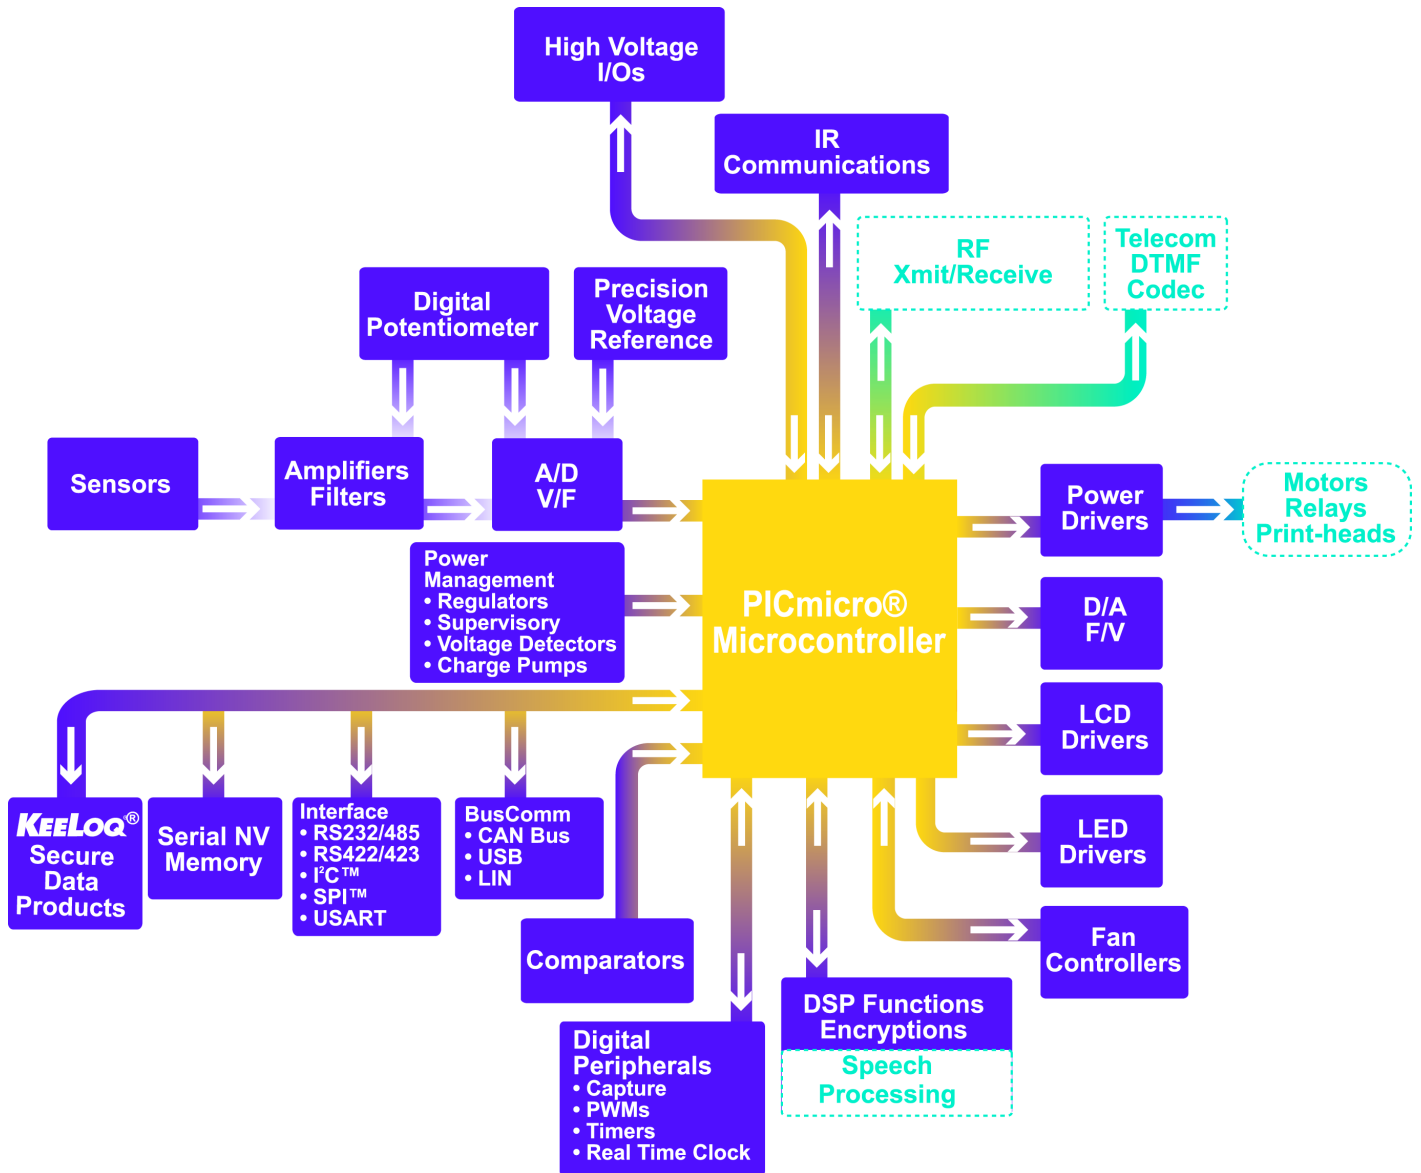 High Voltage
I/Os
IR
Communications
RF
Xmit/Receive
Telecom
DTMF
Codec
Digital
Potentiometer
Precision
Voltage
Reference
Sensors
Amplifiers
Filters
A/D
V/F
Power
Drivers
Motors
Relays
Print-heads
Power
Management
• Regulators
• Supervisory
• Voltage Detectors
• Charge Pumps
PICmicro®
Microcontroller
D/A
F/V
LCD
Drivers
LED
Drivers
Fan
Controllers
KEELOQ®
Secure
Data
Products
Serial NV
Memory
Interface
• RS232/485
• RS422/423
• I²C™
• SPI™
• USART
BusComm
• CAN Bus
• USB
• LIN
Comparators
Digital
Peripherals
• Capture
• PWMs
• Timers
• Real Time Clock
DSP Functions
Encryptions
Speech
Processing